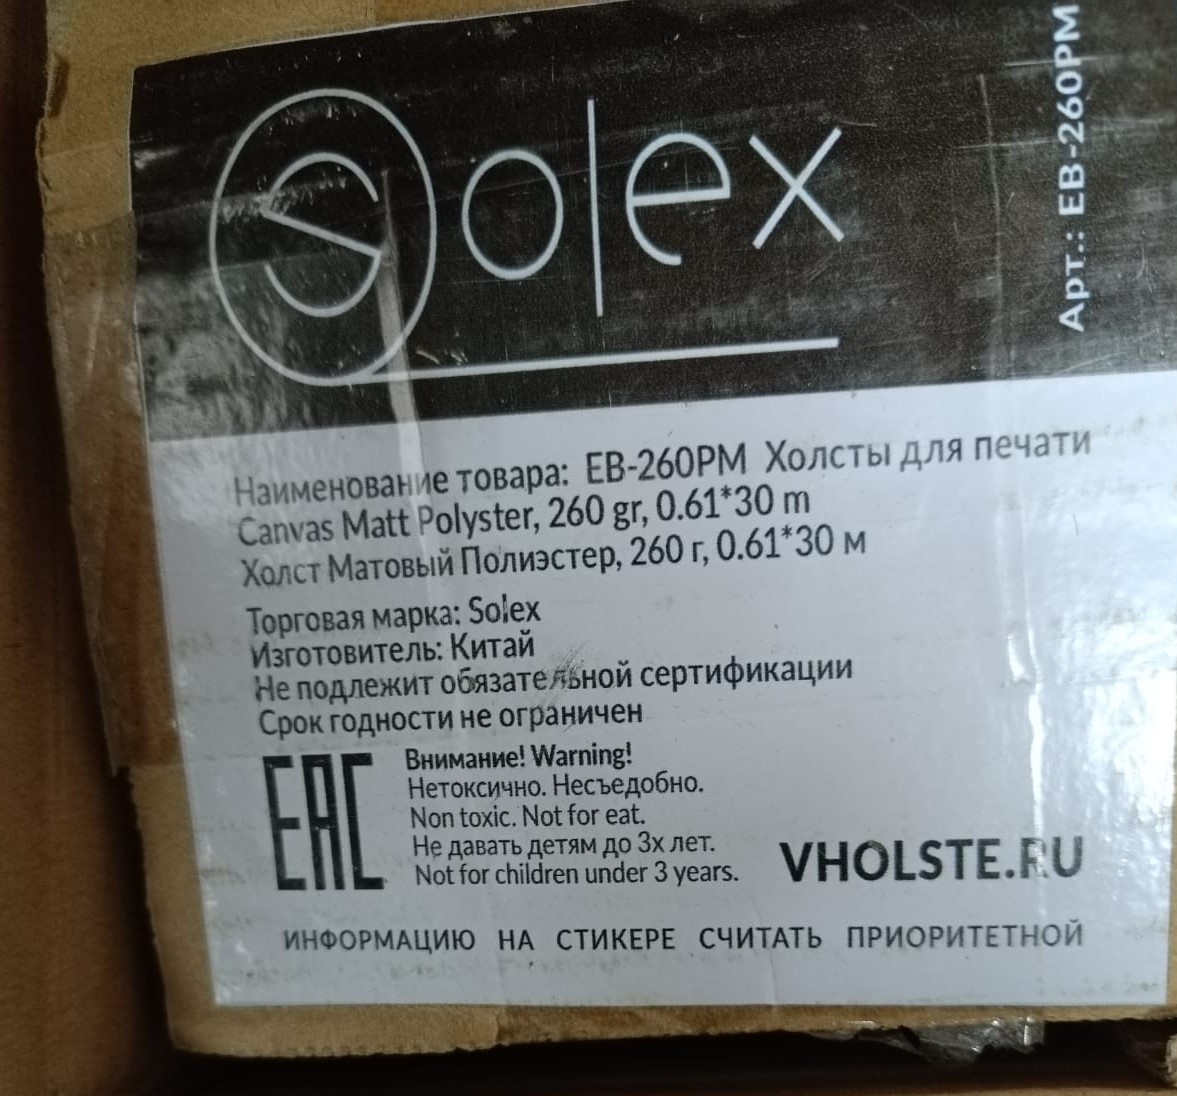 Solex
Арт.: EB-260PM
Наименование товара: EB-260PM Холсты для печати
Canvas Matt Polyster, 260 gr, 0.61*30 m
Холст Матовый Полиэстер, 260 г, 0.61*30 м
Торговая марка: Solex
Изготовитель: Китай
Не подлежит обязательной сертификации
Срок годности не ограничен
EAC
Внимание! Warning!
Нетоксично. Несъедобно.
Non toxic. Not for eat.
Не давать детям до 3х лет.
Not for children under 3 years.
VHOLSTE.RU
ИНФОРМАЦИЮ НА СТИКЕРЕ СЧИТАТЬ ПРИОРИТЕТНОЙ